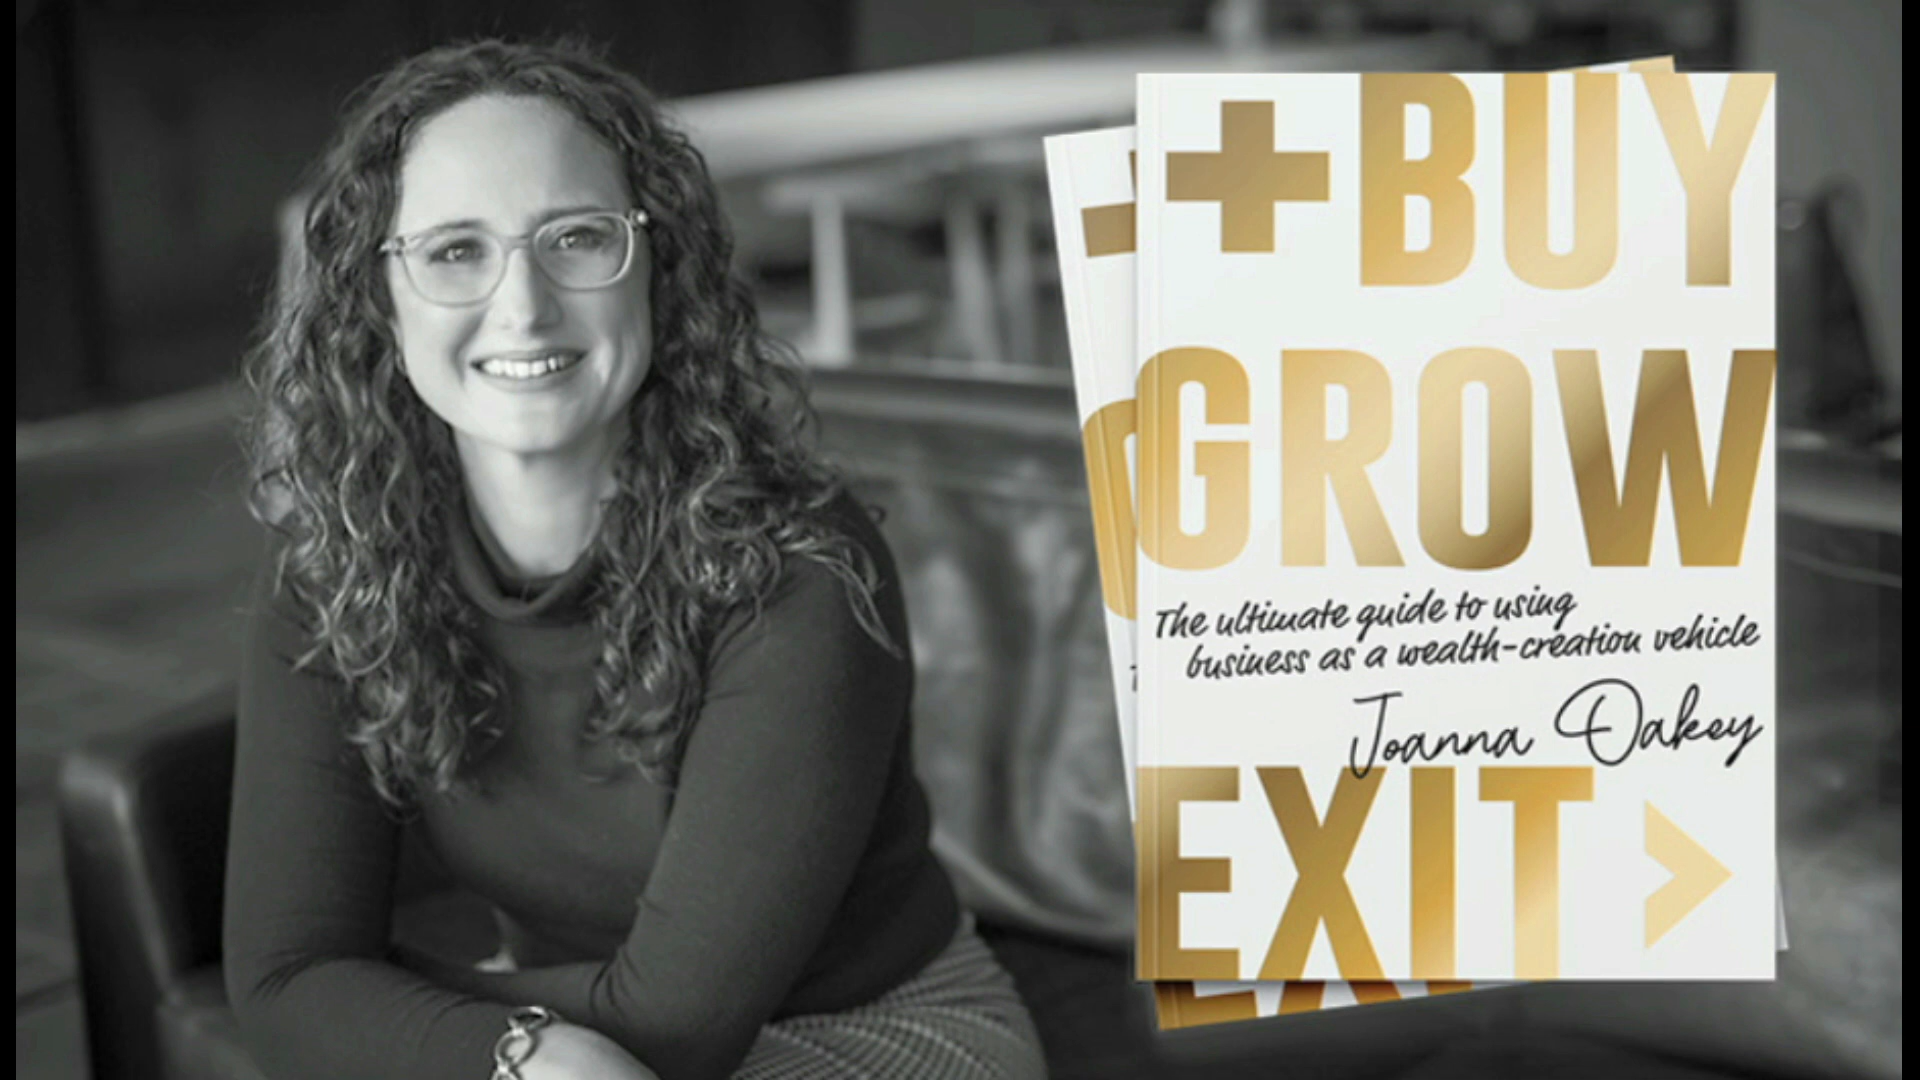 +BUY
GROW
The ultimate guide to using
business as a wealth-creation vehicle
Joanna Oakey
EXIT >